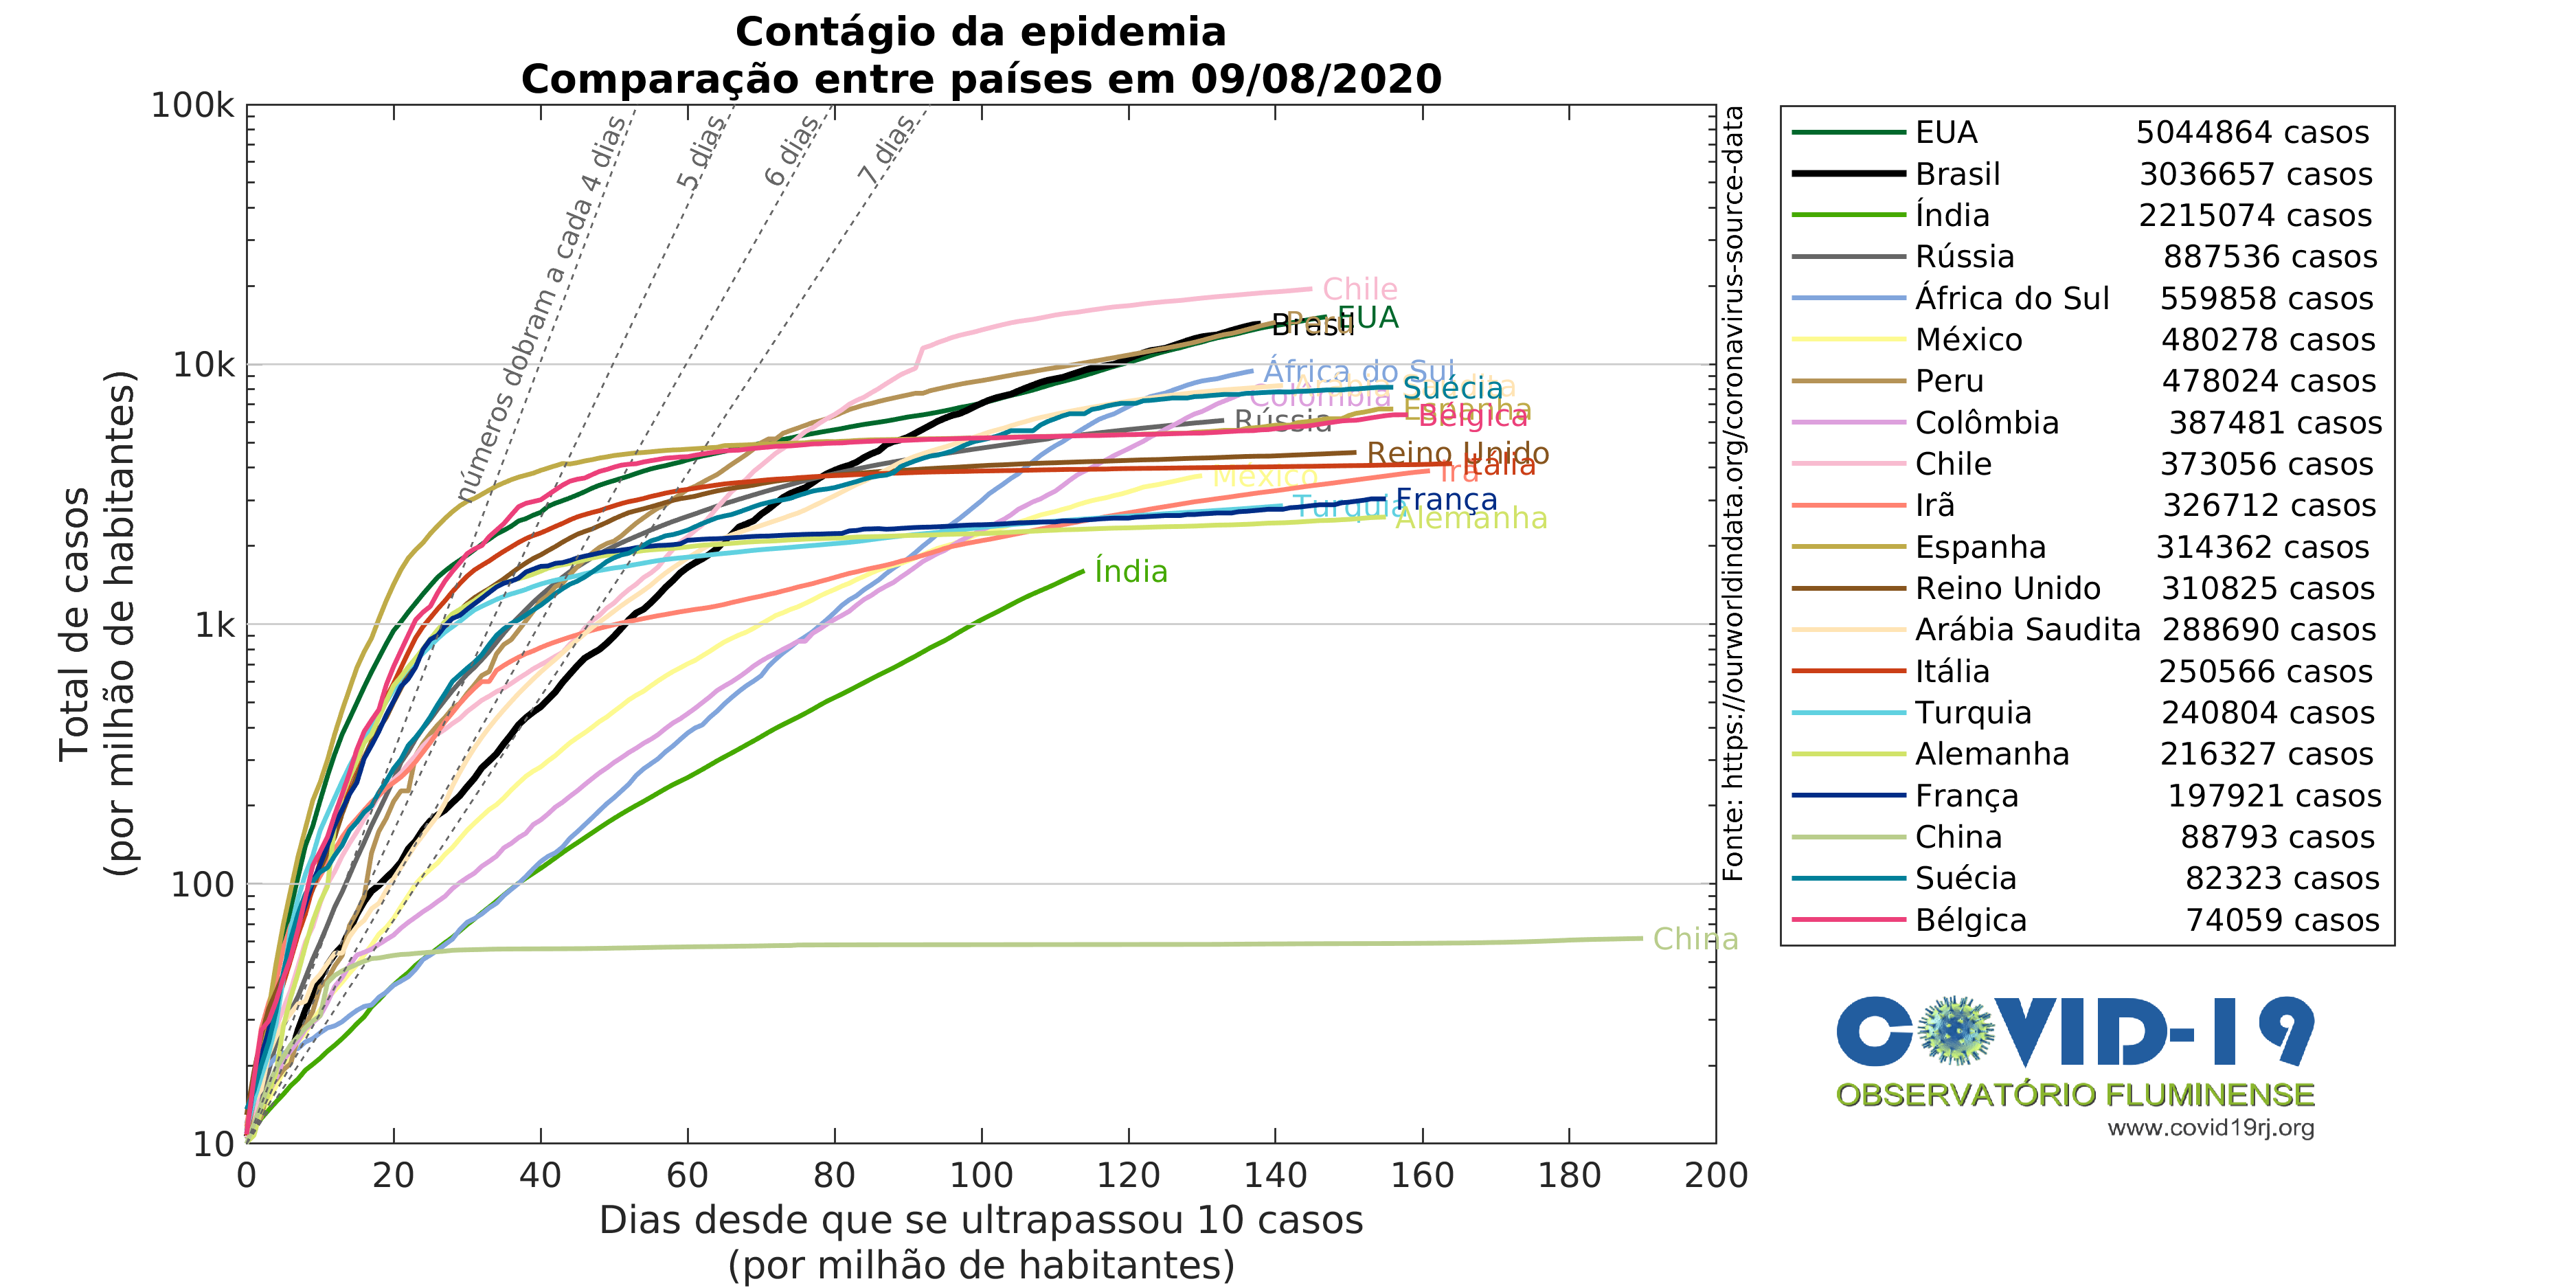 Contágio da epidemia
Comparação entre países em 09/08/2020
Total de casos
(por milhão de habitantes)
100k
10k
1k
100
10
números dobram a cada 4 dias
5 dias
6 dias
7 dias
Chile
EUA
Peru
Brasil
África do Sul
Arábia Saudita
Suécia
Colômbia
Espanha
Bélgica
Rússia
Reino Unido
Itália
Irã
México
França
Turquia
Alemanha
Índia
China
0 20 40 60 80 100 120 140 160 180 200
Dias desde que se ultrapassou 10 casos
(por milhão de habitantes)
Fonte: https://ourworldindata.org/coronavirus-source-data
EUA 5044864 casos
Brasil 3036657 casos
Índia 2215074 casos
Rússia 887536 casos
África do Sul 559858 casos
México 480278 casos
Peru 478024 casos
Colômbia 387481 casos
Chile 373056 casos
Irã 326712 casos
Espanha 314362 casos
Reino Unido 310825 casos
Arábia Saudita 288690 casos
Itália 250566 casos
Turquia 240804 casos
Alemanha 216327 casos
França 197921 casos
China 88793 casos
Suécia 82323 casos
Bélgica 74059 casos
COVID-19
OBSERVATÓRIO FLUMINENSE
www.covid19rj.org